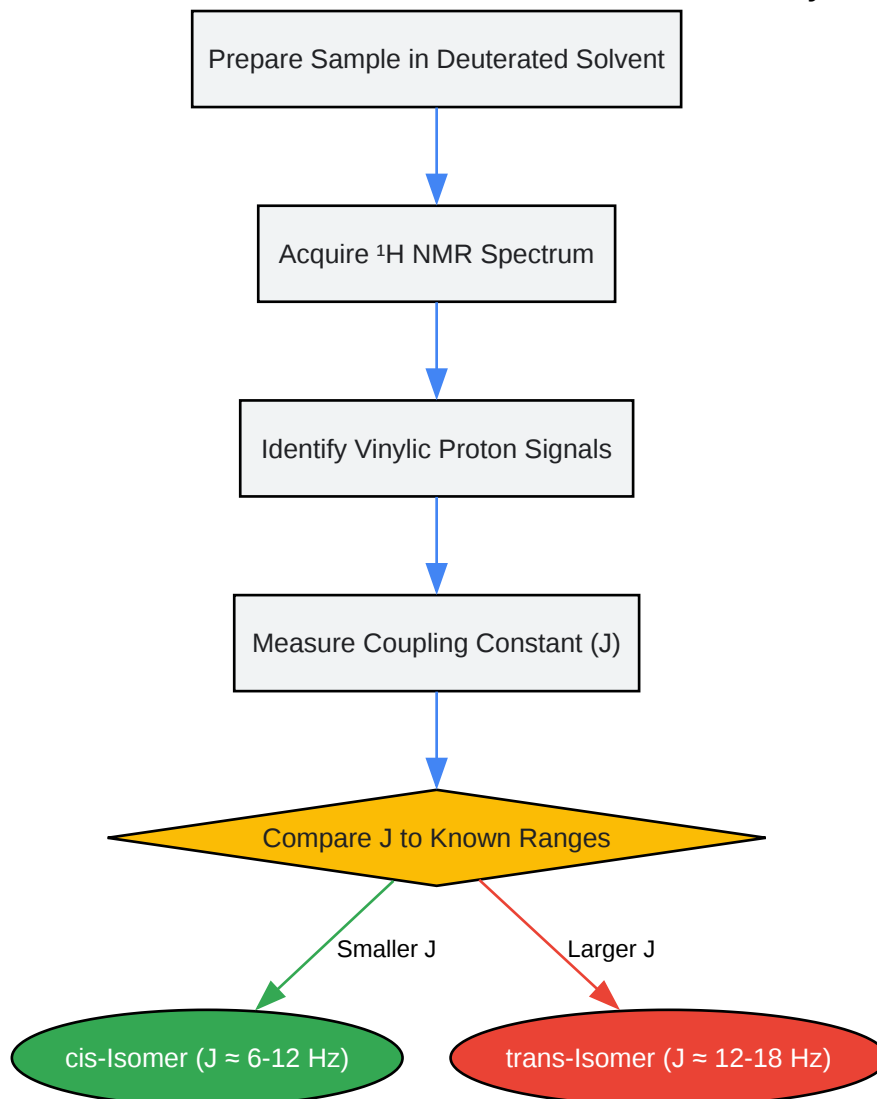 Prepare Sample in Deuterated Solvent
Acquire ¹H NMR Spectrum
Identify Vinylic Proton Signals
Measure Coupling Constant (J)
Compare J to Known Ranges
Smaller J
Larger J
cis-Isomer (J ≈ 6-12 Hz)
trans-Isomer (J ≈ 12-18 Hz)